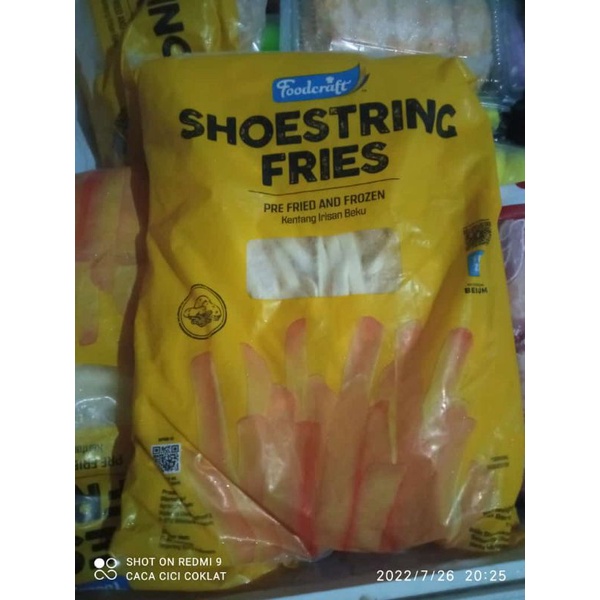 Foodcraft
SHOESTRING
FRIES
PRE FRIED AND FROZEN
Kentang Irisan Beku
SHOT ON REDMI 9
CACA CICI COKLAT
2022/7/26 20:25